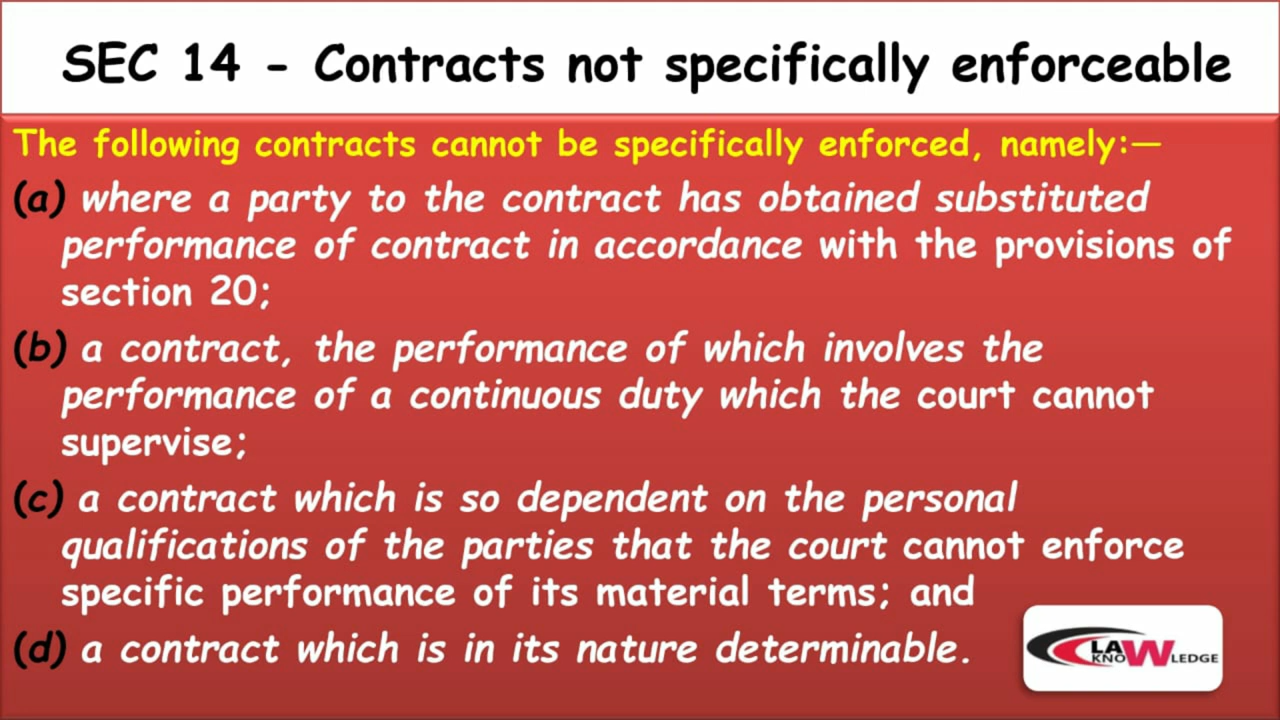 SEC 14 - Contracts not specifically enforceable
The following contracts cannot be specifically enforced, namely:—
(a) where a party to the contract has obtained substituted
performance of contract in accordance with the provisions of
section 20;
(b) a contract, the performance of which involves the
performance of a continuous duty which the court cannot
supervise;
(c) a contract which is so dependent on the personal
qualifications of the parties that the court cannot enforce
specific performance of its material terms; and
(d) a contract which is in its nature determinable.
LAW
KNOWLEDGE